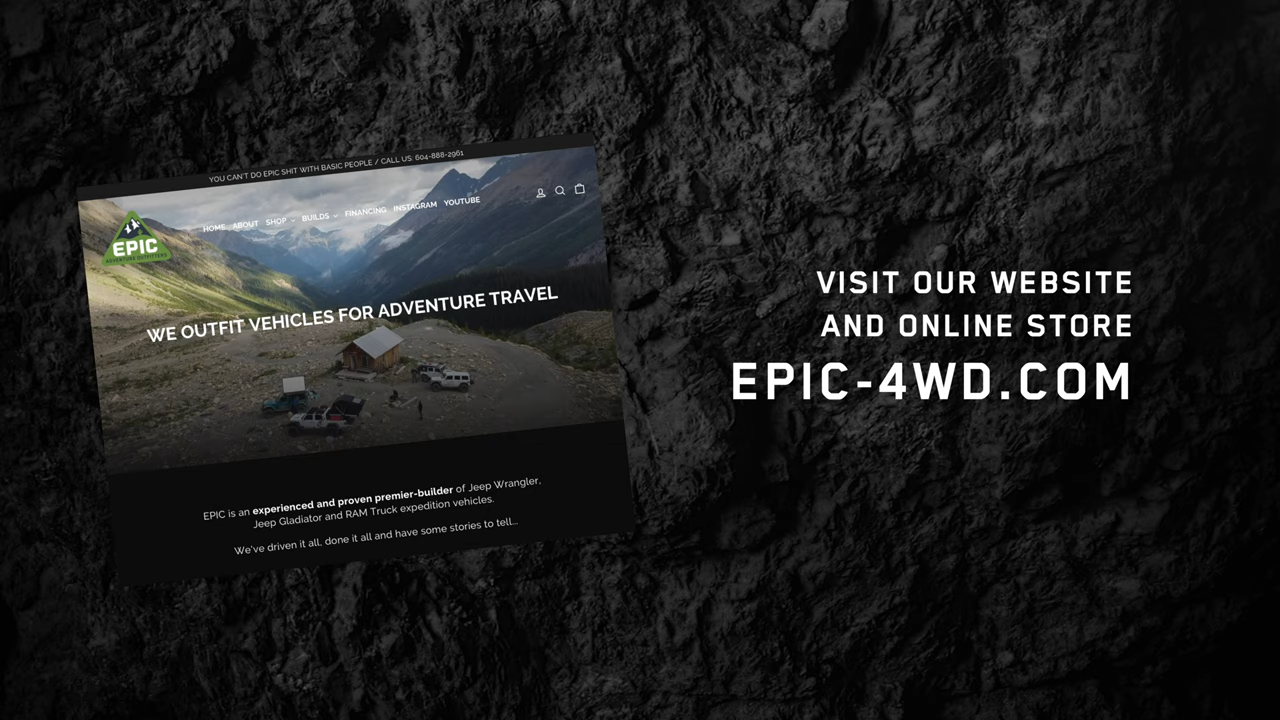 YOU CAN'T DO EPIC SHIT WITH BASIC PEOPLE / CALL US: 604-888-2961
HOME ABOUT SHOP BUILDS FINANCING INSTAGRAM YOUTUBE
EPIC
ADVENTURE OUTFITTERS
WE OUTFIT VEHICLES FOR ADVENTURE TRAVEL
EPIC is an experienced and proven premier-builder of Jeep Wrangler,
Jeep Gladiator and RAM Truck expedition vehicles.
We've driven it all, done it all and have some stories to tell...
VISIT OUR WEBSITE
AND ONLINE STORE
EPIC-4WD.COM